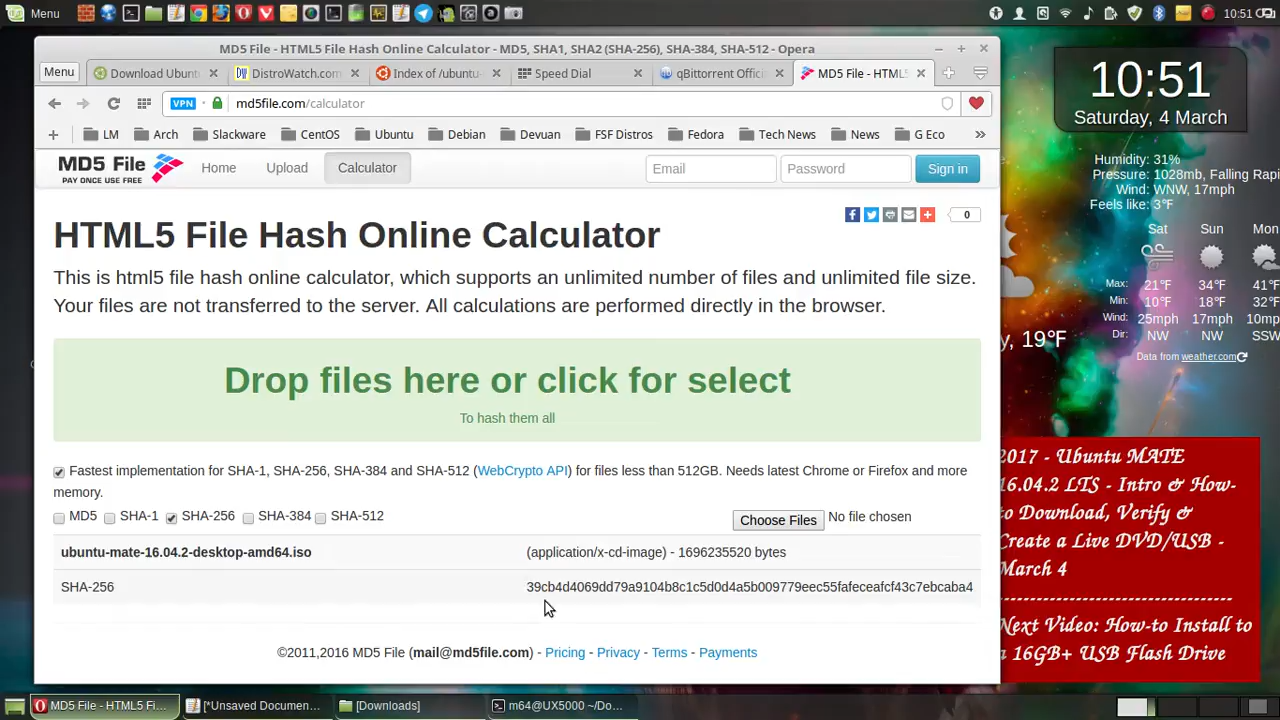 Menu
10:51
MD5 File - HTML5 File Hash Online Calculator - MD5, SHA1, SHA2 (SHA-256), SHA-384, SHA-512 - Opera
Menu
Download Ubunt
DistroWatch.com
Index of /ubuntu-
Speed Dial
qBittorrent Offici
MD5 File - HTML5
VPN
md5file.com/calculator
LM
Arch
Slackware
CentOS
Ubuntu
Debian
Devuan
FSF Distros
Fedora
Tech News
News
G Eco
MD5 File
PAY ONCE USE FREE
Home
Upload
Calculator
Email
Password
Sign in
0
HTML5 File Hash Online Calculator
This is html5 file hash online calculator, which supports an unlimited number of files and unlimited file size.
Your files are not transferred to the server. All calculations are performed directly in the browser.
Drop files here or click for select
To hash them all
Fastest implementation for SHA-1, SHA-256, SHA-384 and SHA-512 (WebCrypto API) for files less than 512GB. Needs latest Chrome or Firefox and more
memory.
MD5 SHA-1 SHA-256 SHA-384 SHA-512
Choose Files No file chosen
ubuntu-mate-16.04.2-desktop-amd64.iso (application/x-cd-image) - 1696235520 bytes
SHA-256 39cb4d4069dd79a9104b8c1c5d0d4a5b009779eec55fafeceafcf43c7ebcaba4
©2011,2016 MD5 File (mail@md5file.com) - Pricing - Privacy - Terms - Payments
10:51
Saturday, 4 March
Humidity: 31%
Pressure: 1028mb, Falling Rapi
Wind: WNW, 17mph
Feels like: 3°F
Sat Sun Mon
Max: 21°F 34°F 41°F
Min: 10°F 18°F 32°F
Wind: 25mph 17mph 10mp
Dir: NW NW SSW
y, 19°F
Data from weather.com
2017 - Ubuntu MATE
16.04.2 LTS - Intro & How-
to Download, Verify &
Create a Live DVD/USB -
March 4
Next Video: How-to Install to
a 16GB+ USB Flash Drive
MD5 File - HTML5 Fi...
[*Unsaved Documen...
[Downloads]
m64@UX5000 ~/Do...